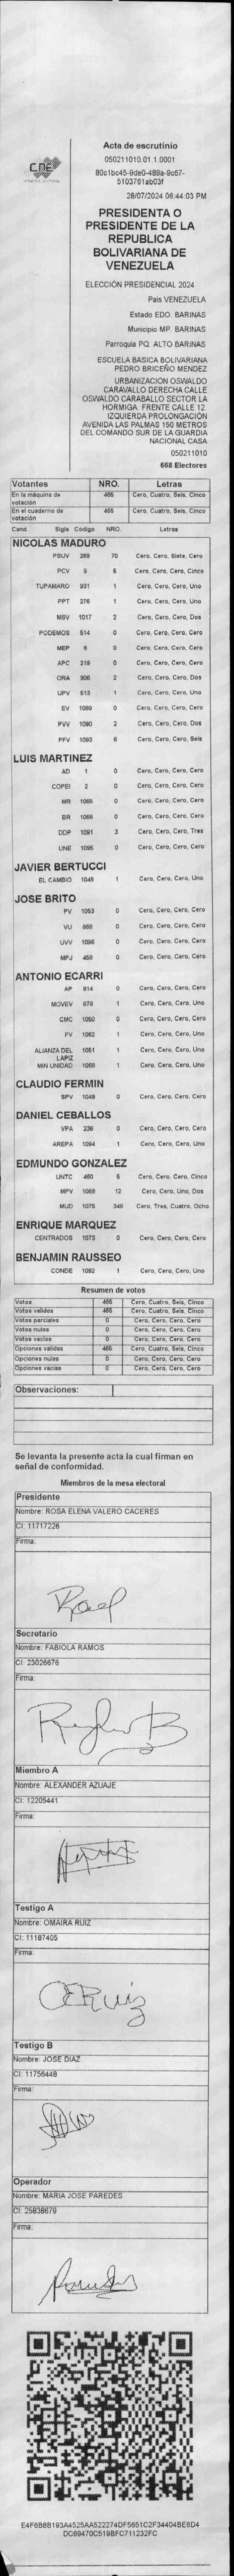 CNE
Acta de escrutinio
050211010.01.1.0001
28/07/2024 06:44:03 PM
PRESIDENTA O
PRESIDENTE DE LA
REPUBLICA
BOLIVARIANA DE
VENEZUELA
ELECCIÓN PRESIDENCIAL 2024
Pais VENEZUELA
Estado EDO. BARINAS
Municipio MP. BARINAS
Parroquia PQ. ALTO BARINAS
ESCUELA BASICA BOLIVARIANA
PEDRO BRICEÑO MENDEZ
URBANIZACION OSWALDO
CARAVALLO DERECHA CALLE
OSWALDO CARABALLO SECTOR LA
HORMIGA. FRENTE CALLE 12.
IZQUIERDA PROLONGACIÓN
AVENIDA LAS PALMAS 150 METROS
DEL COMANDO SUR DE LA GUARDIA
NACIONAL CASA
050211010
668 Electores
Votantes NRO. Letras
En la máquina de votación 465 Cero, Cuatro, Seis, Cinco
En el cuaderno de votación 465 Cero, Cuatro, Seis, Cinco
Cand. Sigla Código NRO. Letras
NICOLAS MADURO
PSUV 269 70 Cero, Cero, Siete, Cero
PCV 9 5 Cero, Cero, Cero, Cinco
TUPAMARO 931 1 Cero, Cero, Cero, Uno
PPT 276 1 Cero, Cero, Cero, Uno
MSV 1017 2 Cero, Cero, Cero, Dos
PODEMOS 514 0 Cero, Cero, Cero, Cero
MEP 6 0 Cero, Cero, Cero, Cero
APC 219 0 Cero, Cero, Cero, Cero
ORA 306 2 Cero, Cero, Cero, Dos
UPV 513 1 Cero, Cero, Cero, Uno
EV 1089 0 Cero, Cero, Cero, Cero
PVV 1090 2 Cero, Cero, Cero, Dos
PFV 1093 6 Cero, Cero, Cero, Seis
LUIS MARTINEZ
AD 1 0 Cero, Cero, Cero, Cero
COPEI 2 0 Cero, Cero, Cero, Cero
MR 1065 0 Cero, Cero, Cero, Cero
BR 1066 0 Cero, Cero, Cero, Cero
DDP 1091 3 Cero, Cero, Cero, Tres
UNE 1095 0 Cero, Cero, Cero, Cero
JAVIER BERTUCCI
EL CAMBIO 1048 1 Cero, Cero, Cero, Uno
JOSE BRITO
PV 1053 0 Cero, Cero, Cero, Cero
VU 868 0 Cero, Cero, Cero, Cero
UVV 1096 0 Cero, Cero, Cero, Cero
MPJ 458 0 Cero, Cero, Cero, Cero
ANTONIO ECARRI
AP 814 0 Cero, Cero, Cero, Cero
MOVEV 678 1 Cero, Cero, Cero, Uno
CMC 1050 0 Cero, Cero, Cero, Cero
FV 1062 1 Cero, Cero, Cero, Uno
ALIANZA DEL LAPIZ 1051 1 Cero, Cero, Cero, Uno
MIN UNIDAD 1058 1 Cero, Cero, Cero, Uno
CLAUDIO FERMIN
SPV 1049 0 Cero, Cero, Cero, Cero
DANIEL CEBALLOS
VPA 236 0 Cero, Cero, Cero, Cero
AREPA 1094 1 Cero, Cero, Cero, Uno
EDMUNDO GONZALEZ
UNTC 460 5 Cero, Cero, Cero, Cinco
MPV 1069 12 Cero, Cero, Uno, Dos
MUD 1075 348 Cero, Tres, Cuatro, Ocho
ENRIQUE MARQUEZ
CENTRADOS 1073 0 Cero, Cero, Cero, Cero
BENJAMIN RAUSSEO
CONDE 1092 1 Cero, Cero, Cero, Uno
Resumen de votos
Votos 465 Cero, Cuatro, Seis, Cinco
Votos validos 465 Cero, Cuatro, Seis, Cinco
Votos parciales 0 Cero, Cero, Cero, Cero
Votos nulos 0 Cero, Cero, Cero, Cero
Votos vacios 0 Cero, Cero, Cero, Cero
Opciones validas 465 Cero, Cuatro, Seis, Cinco
Opciones nulas 0 Cero, Cero, Cero, Cero
Opciones vacias 0 Cero, Cero, Cero, Cero
Observaciones:
Se levanta la presente acta la cual firman en
señal de conformidad.
Miembros de la mesa electoral
Presidente
Nombre: ROSA ELENA VALERO CACERES
CI: 11717226
Firma:
Secretario
Nombre: FABIOLA RAMOS
CI: 23026676
Firma:
Miembro A
Nombre: ALEXANDER AZUAJE
CI: 12205441
Firma:
Testigo A
Nombre: OMAIRA RUIZ
CI: 11187405
Firma:
ORuiz
Testigo B
Nombre: JOSE DIAZ
CI: 11756448
Firma:
Operador
Nombre: MARIA JOSE PAREDES
CI: 25838679
Firma:
E4F6B8B193A4525AA522274DF5651C2F34404BE6D4
DC69470C519BFC711232FC